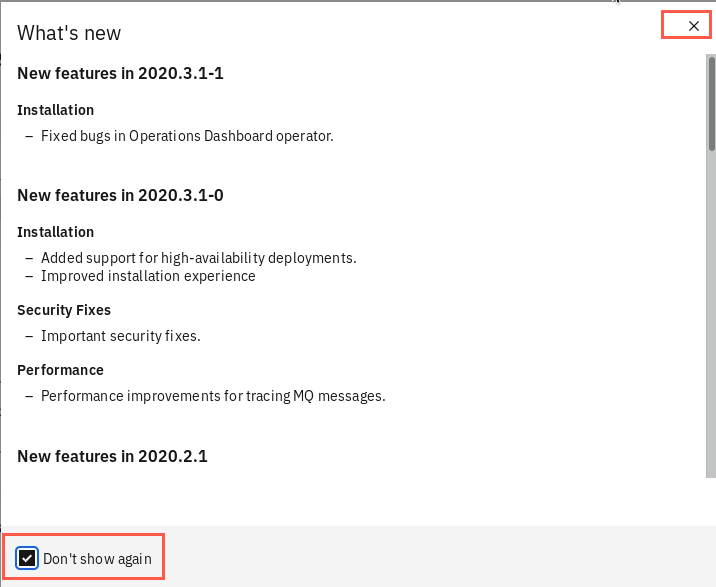 What's new
New features in 2020.3.1-1
Installation
– Fixed bugs in Operations Dashboard operator.
New features in 2020.3.1-0
Installation
– Added support for high-availability deployments.
– Improved installation experience
Security Fixes
– Important security fixes.
Performance
– Performance improvements for tracing MQ messages.
New features in 2020.2.1
Don't show again